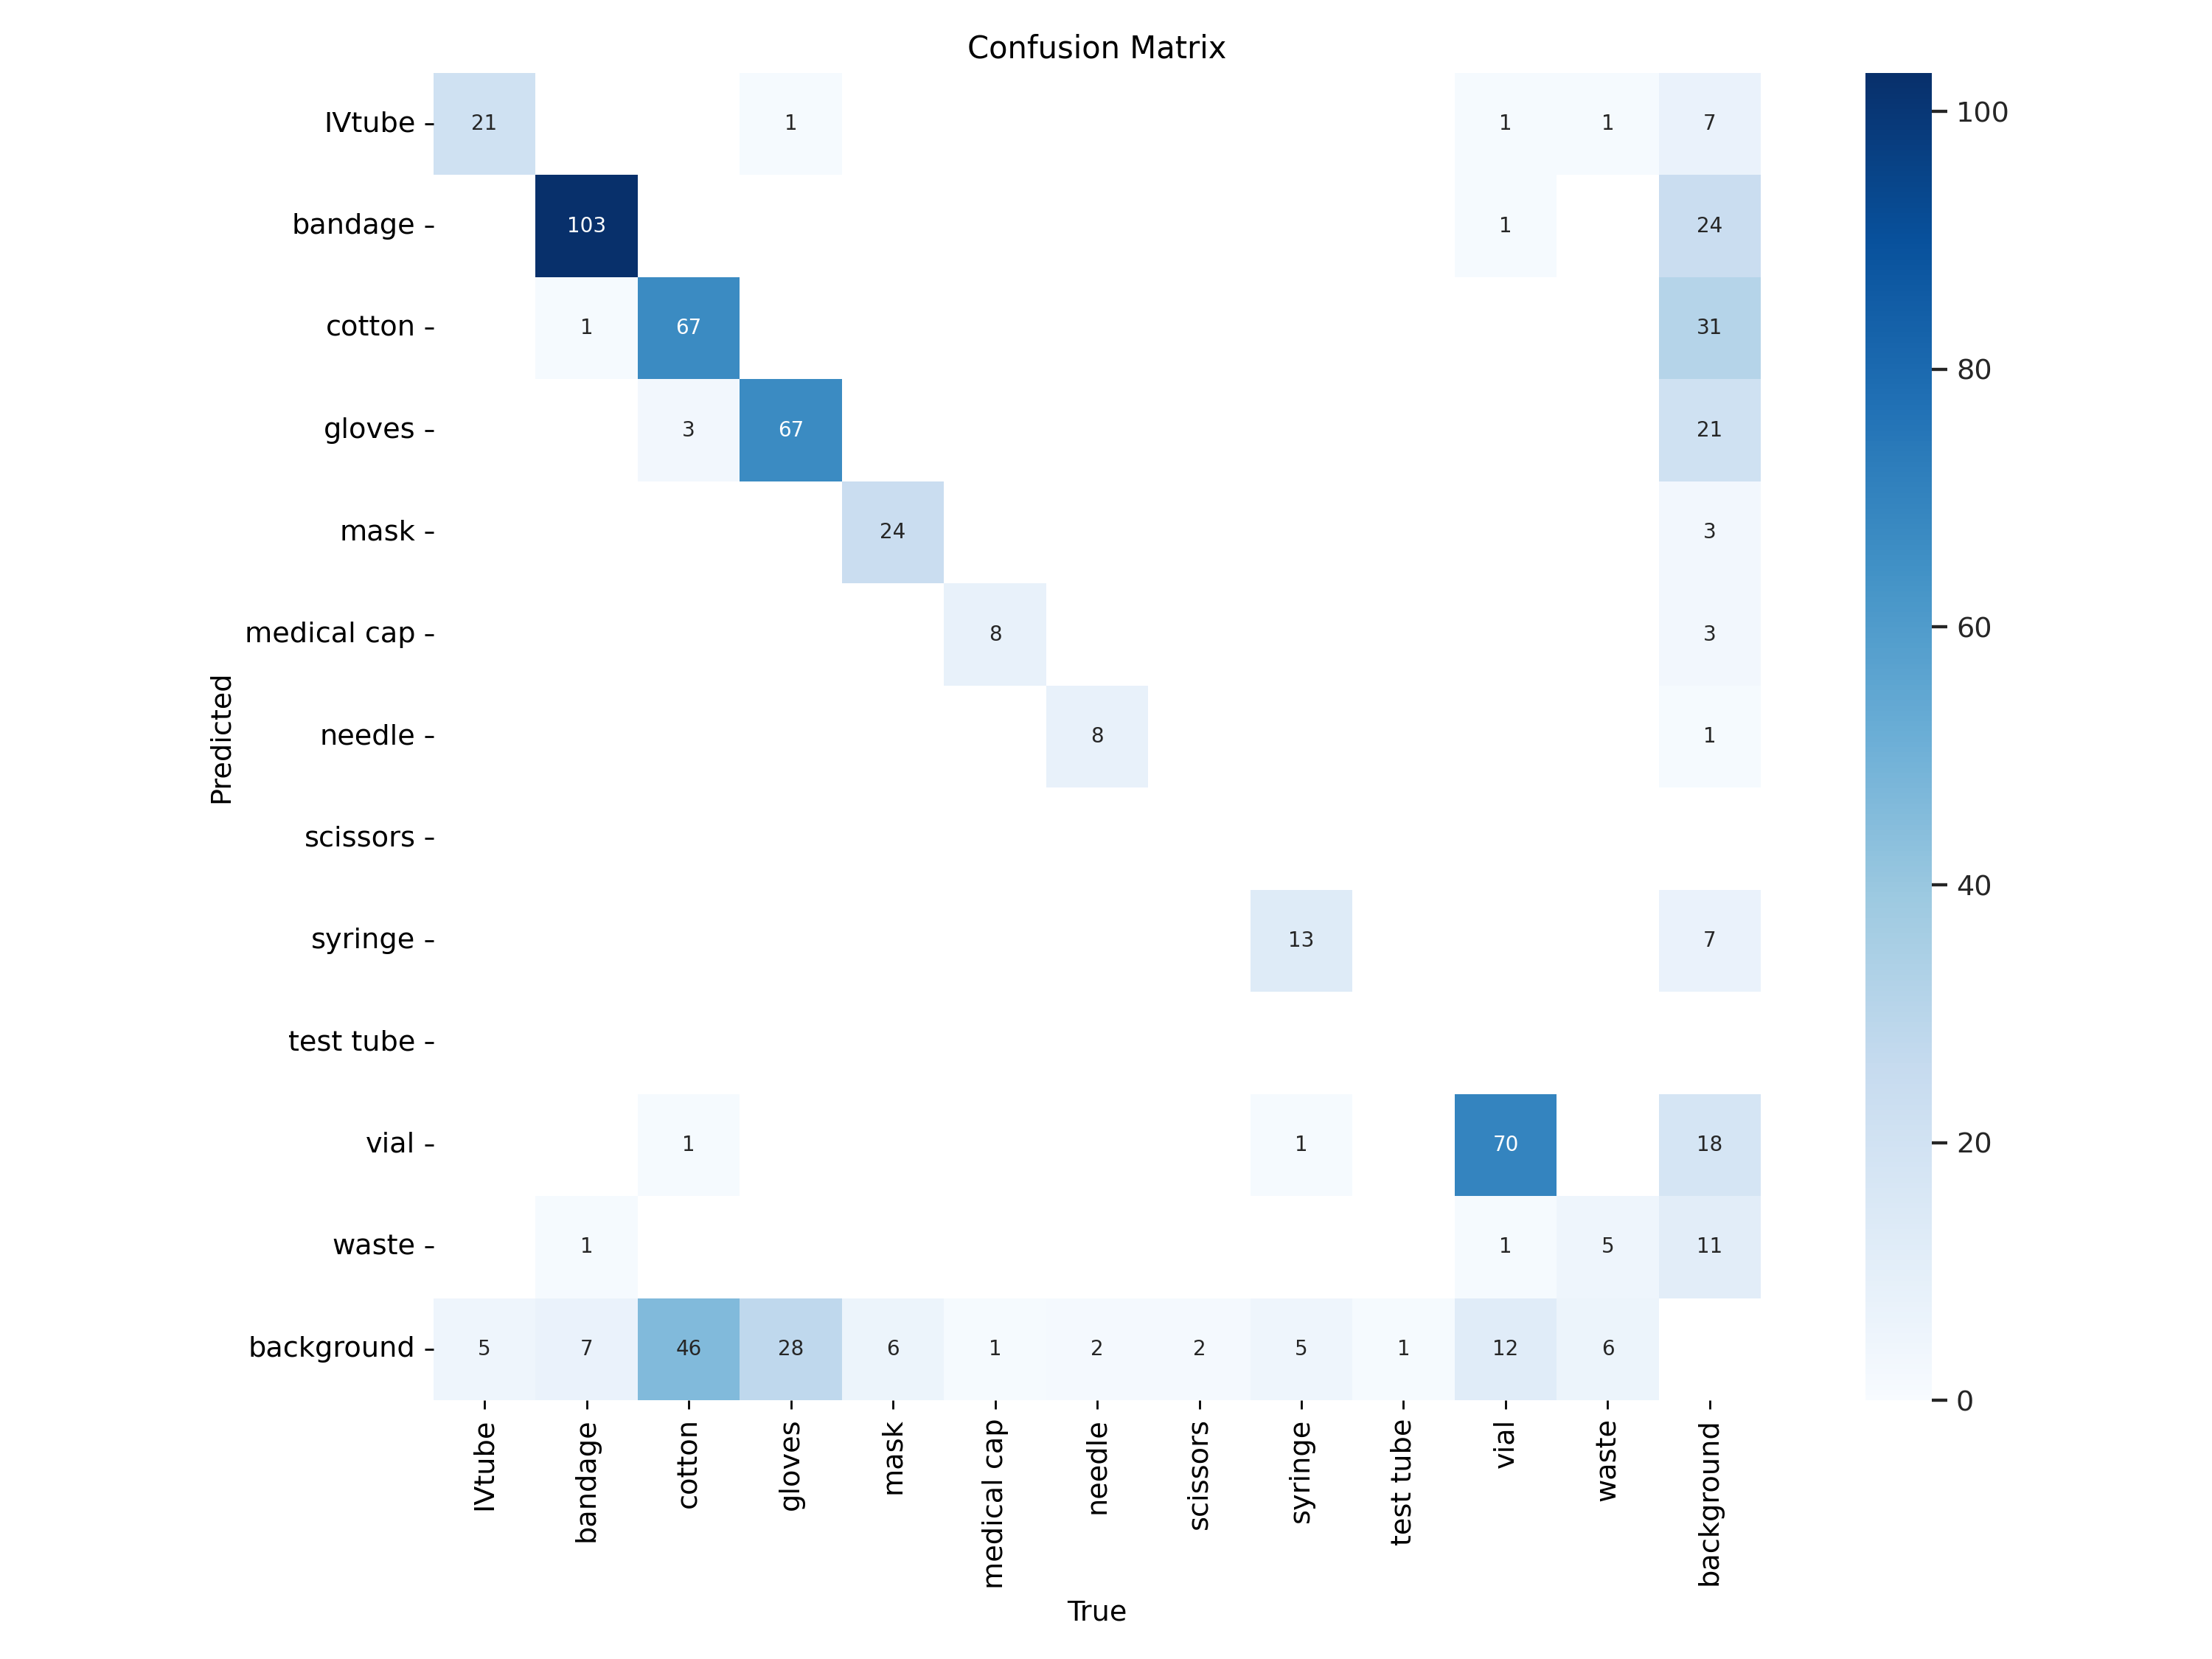 Confusion Matrix
IVtube 21 1 1 1 7
bandage 103 1 24
cotton 1 67 31
gloves 3 67 21
mask 24 3
medical cap 8 3
needle 8 1
scissors
syringe 13 7
test tube
vial 1 1 70 18
waste 1 1 5 11
background 5 7 46 28 6 1 2 2 5 1 12 6
Predicted
IVtube bandage cotton gloves mask medical cap needle scissors syringe test tube vial waste background
True
100
80
60
40
20
0